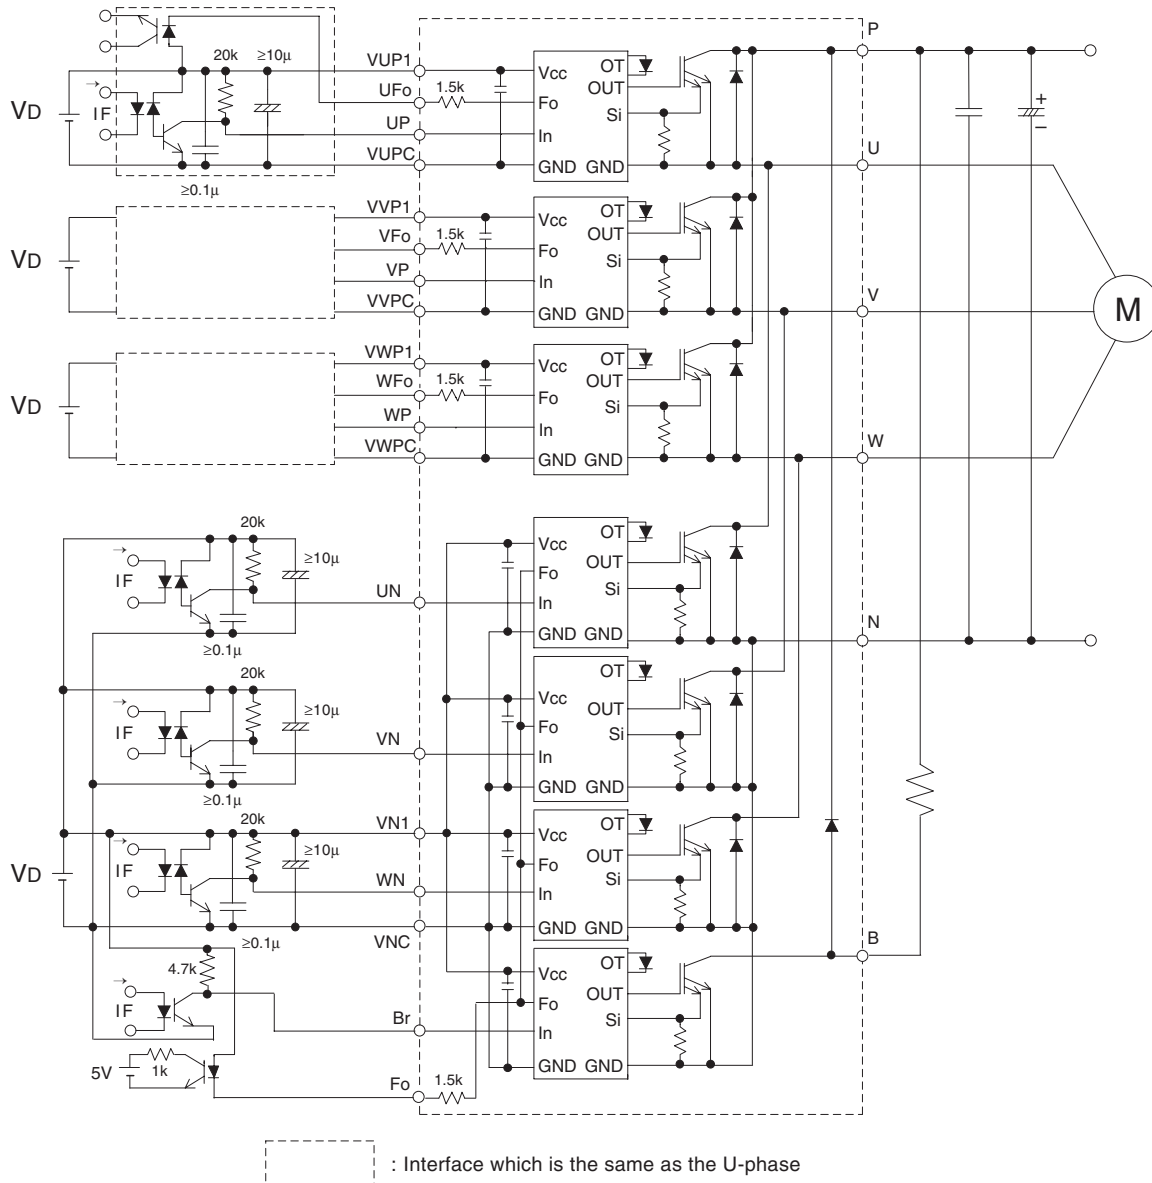 20k
≥10µ
VUP1
Vcc
OT
P
UFo
1.5k
OUT
VD
→
IF
Fo
Si
UP
In
VUPC
GND GND
U
≥0.1µ
+
−
VVP1
Vcc
OT
VFo
1.5k
OUT
VD
Fo
Si
VP
In
VVPC
GND GND
V
M
VWP1
Vcc
OT
WFo
1.5k
OUT
VD
Fo
Si
WP
In
VWPC
GND GND
W
20k
≥10µ
→
IF
Vcc
OT
OUT
Fo
Si
UN
In
GND GND
N
≥0.1µ
20k
≥10µ
→
IF
Vcc
OT
OUT
Fo
Si
VN
In
GND GND
≥0.1µ
20k
≥10µ
VN1
Vcc
OT
→
IF
OUT
VD
Fo
Si
WN
In
GND GND
VNC
≥0.1µ
B
4.7k
Vcc
OT
→
IF
OUT
Fo
Si
Br
In
GND GND
5V
1k
Fo
1.5k
: Interface which is the same as the U-phase